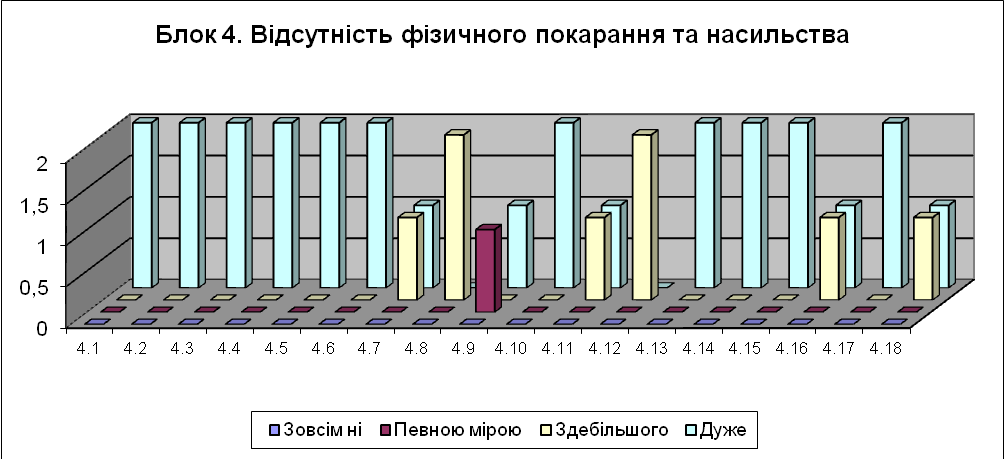 Блок 4. Відсутність фізичного покарання та насильства
2
1,5
1
0,5
0
4.1 4.2 4.3 4.4 4.5 4.6 4.7 4.8 4.9 4.10 4.11 4.12 4.13 4.14 4.15 4.16 4.17 4.18
Зовсім ні Певною мірою Здебільшого Дуже